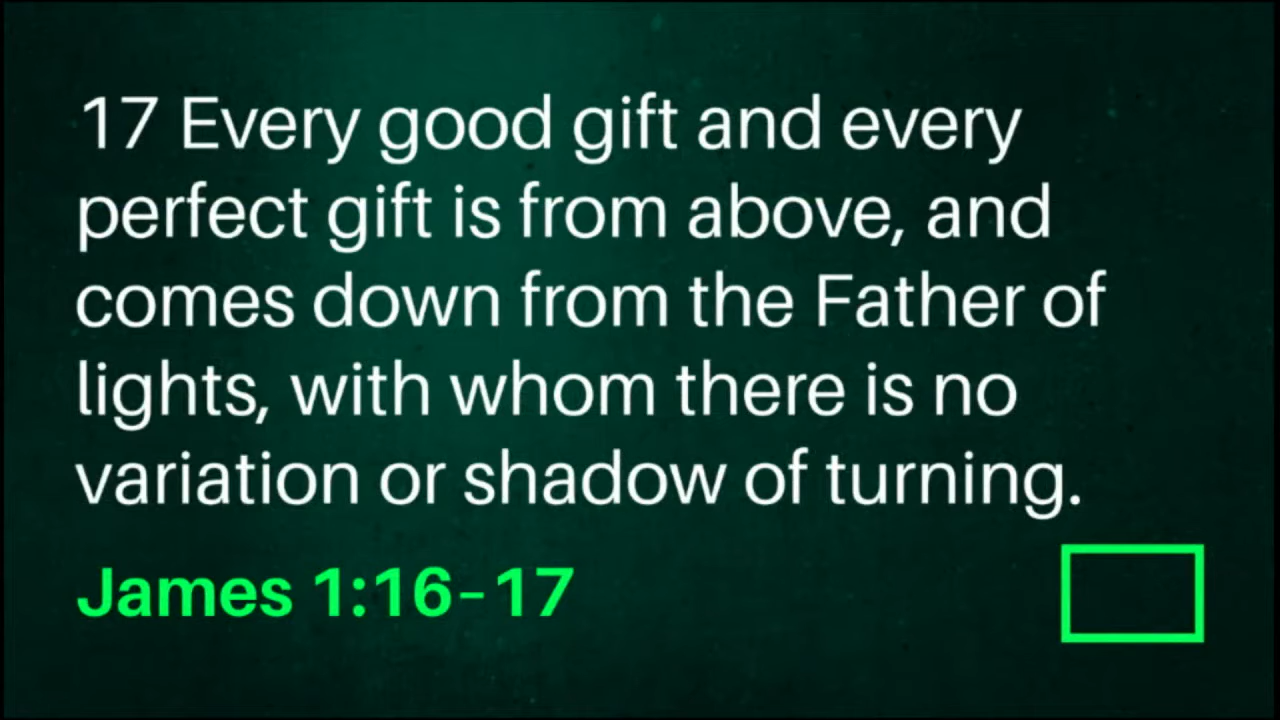 17 Every good gift and every
perfect gift is from above, and
comes down from the Father of
lights, with whom there is no
variation or shadow of turning.
James 1:16–17